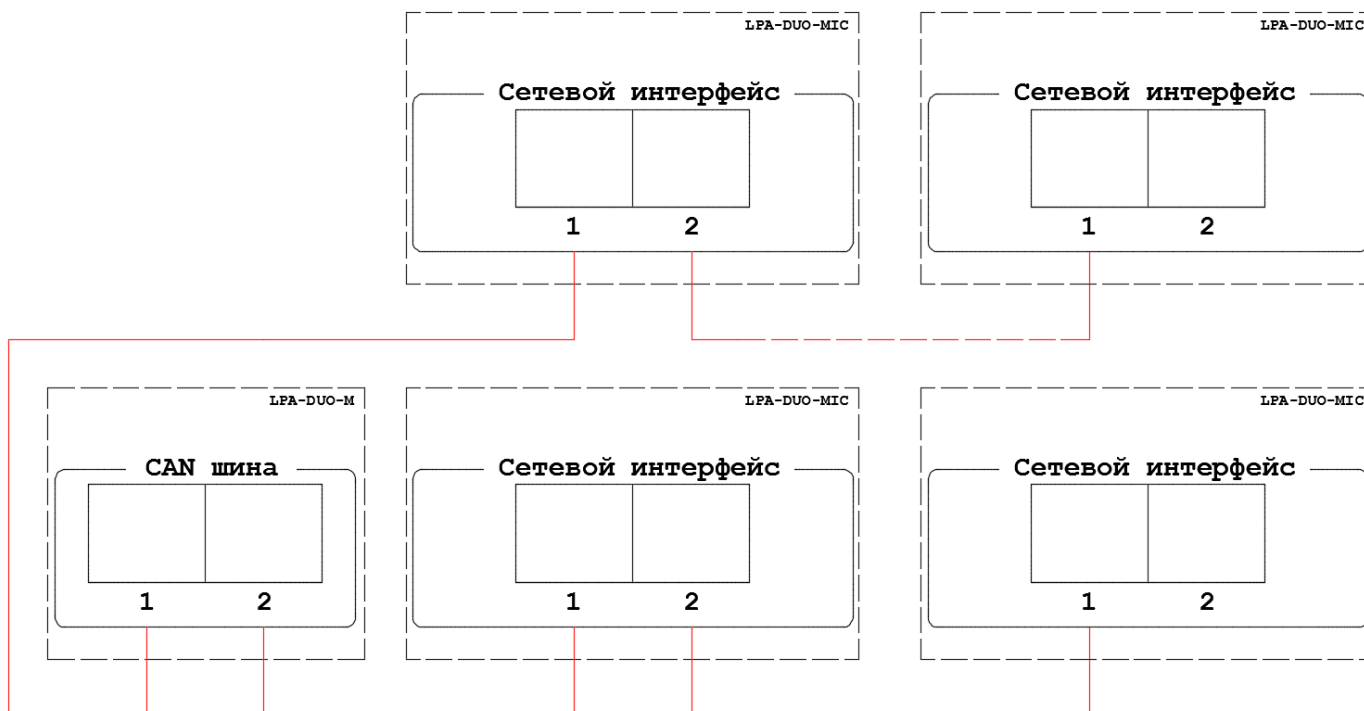 LPA-DUO-MIC
Сетевой интерфейс
1 2
LPA-DUO-MIC
Сетевой интерфейс
1 2
LPA-DUO-M
CAN шина
1 2
LPA-DUO-MIC
Сетевой интерфейс
1 2
LPA-DUO-MIC
Сетевой интерфейс
1 2